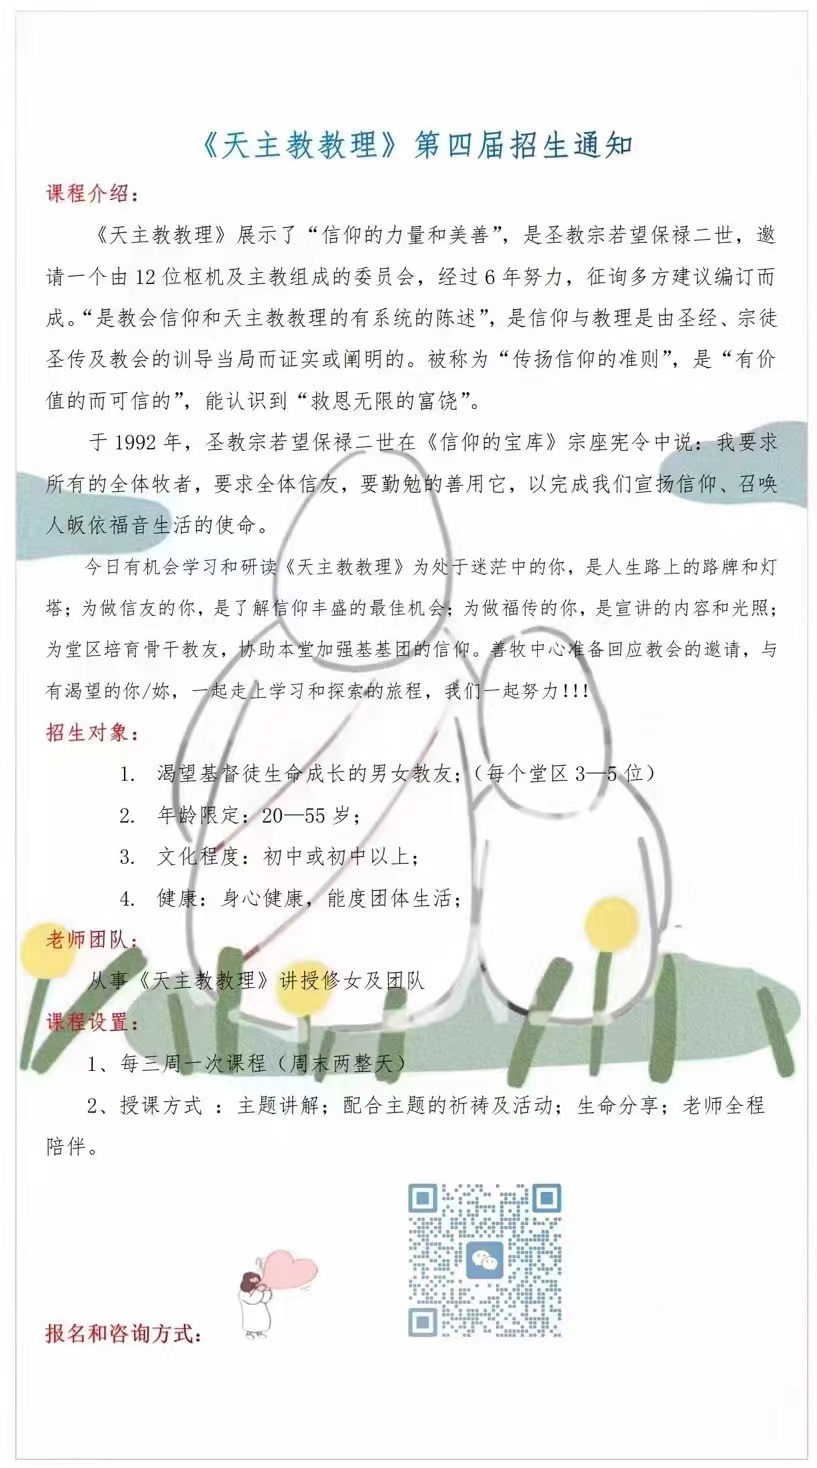 《天主教教理》第四届招生通知
课程介绍：
《天主教教理》展示了“信仰的力量和美善”，是圣教宗若望保禄二世，邀
请一个由 12 位枢机及主教组成的委员会，经过 6 年努力，征询多方建议编订而
成。“是教会信仰和天主教教理的有系统的陈述”，是信仰与教理是由圣经、宗徒
圣传及教会的训导当局而证实或阐明的。被称为“传扬信仰的准则”，是“有价
值的而可信的”，能认识到“救恩无限的富饶”。
于 1992 年，圣教宗若望保禄二世在《信仰的宝库》宗座宪令中说：我要求
所有的全体牧者，要求全体信友，要勤勉的善用它，以完成我们宣扬信仰、召唤
人皈依福音生活的使命。
今日有机会学习和研读《天主教教理》为处于迷茫中的你，是人生路上的路牌和灯
塔；为做信友的你，是了解信仰丰盛的最佳机会；为做福传的你，是宣讲的内容和光照；
为堂区培育骨干教友，协助本堂加强基基团的信仰。善牧中心准备回应教会的邀请，与
有渴望的你/妳，一起走上学习和探索的旅程，我们一起努力!!!
招生对象：
1. 渴望基督徒生命成长的男女教友；（每个堂区 3—5 位）
2. 年龄限定：20—55 岁；
3. 文化程度：初中或初中以上；
4. 健康：身心健康，能度团体生活；
老师团队：
从事《天主教教理》讲授修女及团队
课程设置：
1、每三周一次课程（周末两整天）
2、授课方式 ：主题讲解；配合主题的祈祷及活动；生命分享；老师全程
陪伴。
报名和咨询方式：